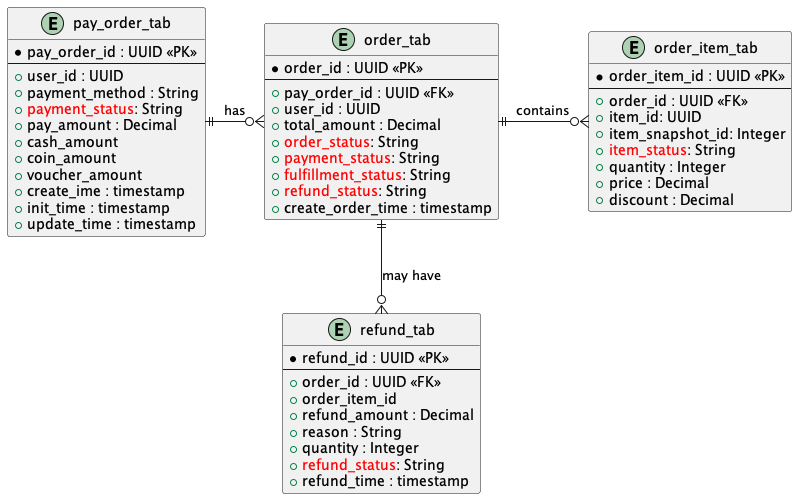 E pay_order_tab
pay_order_id : UUID «PK»
user_id : UUID
payment_method : String
payment_status: String
pay_amount : Decimal
cash_amount
coin_amount
voucher_amount
create_ime : timestamp
init_time : timestamp
update_time : timestamp
has
E order_tab
order_id : UUID «PK»
pay_order_id : UUID «FK»
user_id : UUID
total_amount : Decimal
order_status: String
payment_status: String
fulfillment_status: String
refund_status: String
create_order_time : timestamp
contains
E order_item_tab
order_item_id : UUID «PK»
order_id : UUID «FK»
item_id: UUID
item_snapshot_id: Integer
item_status: String
quantity : Integer
price : Decimal
discount : Decimal
may have
E refund_tab
refund_id : UUID «PK»
order_id : UUID «FK»
order_item_id
refund_amount : Decimal
reason : String
quantity : Integer
refund_status: String
refund_time : timestamp